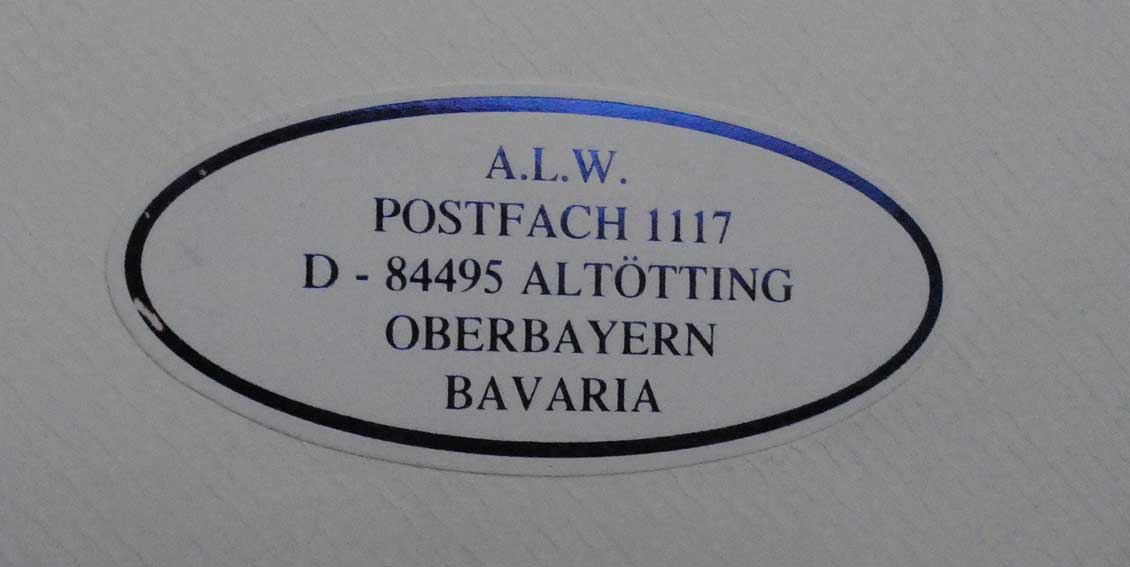 A.L.W.
POSTFACH 1117
D - 84495 ALTÖTTING
OBERBAYERN
BAVARIA